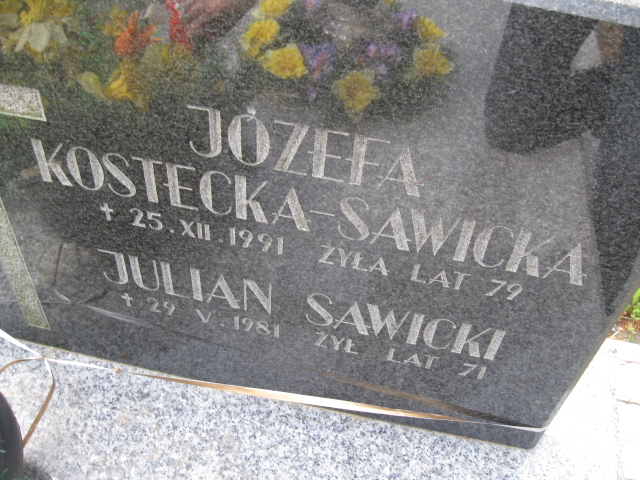 JÓZEFA
KOSTECKA-SAWICKA
+ 25.XII.1991 ŻYŁA LAT 79
JULIAN SAWICKI
+ 29 V.1981 ŻYŁ LAT 71